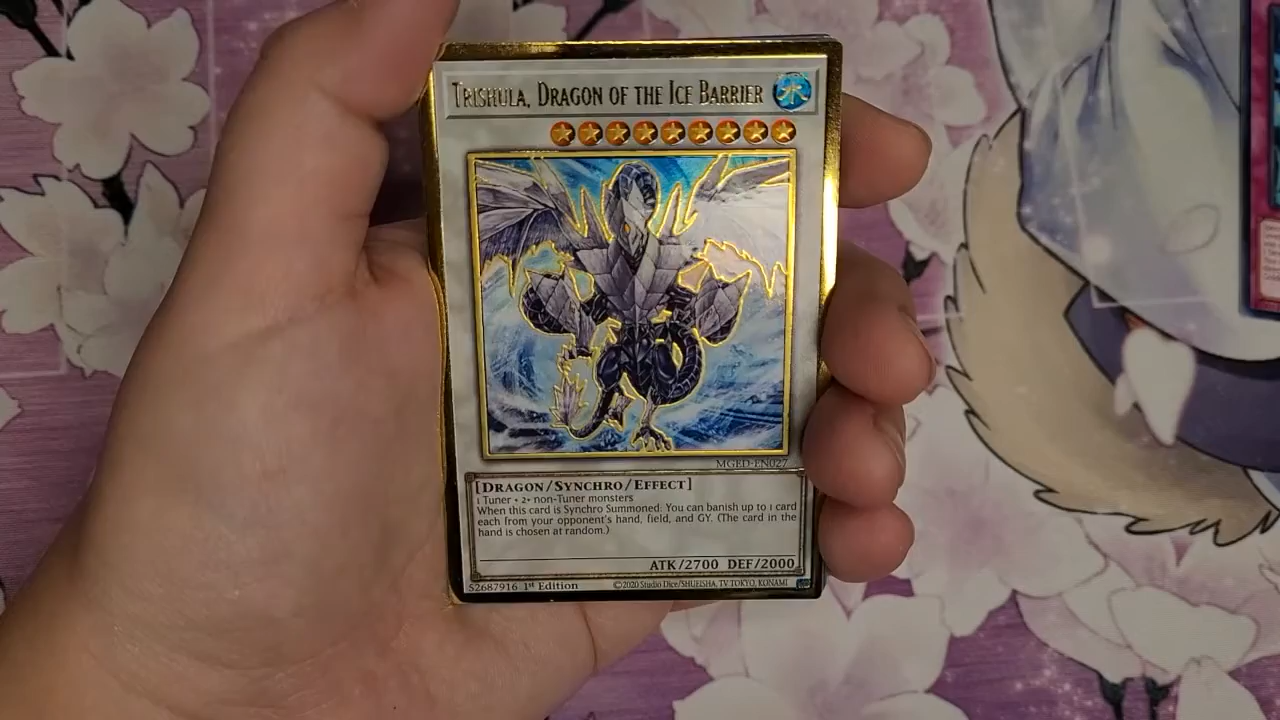 Trishula, Dragon of the Ice Barrier
水
MGED-EN027
[Dragon/Synchro/Effect]
1 Tuner + 2+ non-Tuner monsters
When this card is Synchro Summoned: You can banish up to 1 card
each from your opponent's hand, field, and GY. (The card in the
hand is chosen at random.)
ATK/2700 DEF/2000
52687916 1st Edition ©2020 Studio Dice/SHUEISHA, TV TOKYO, KONAMI